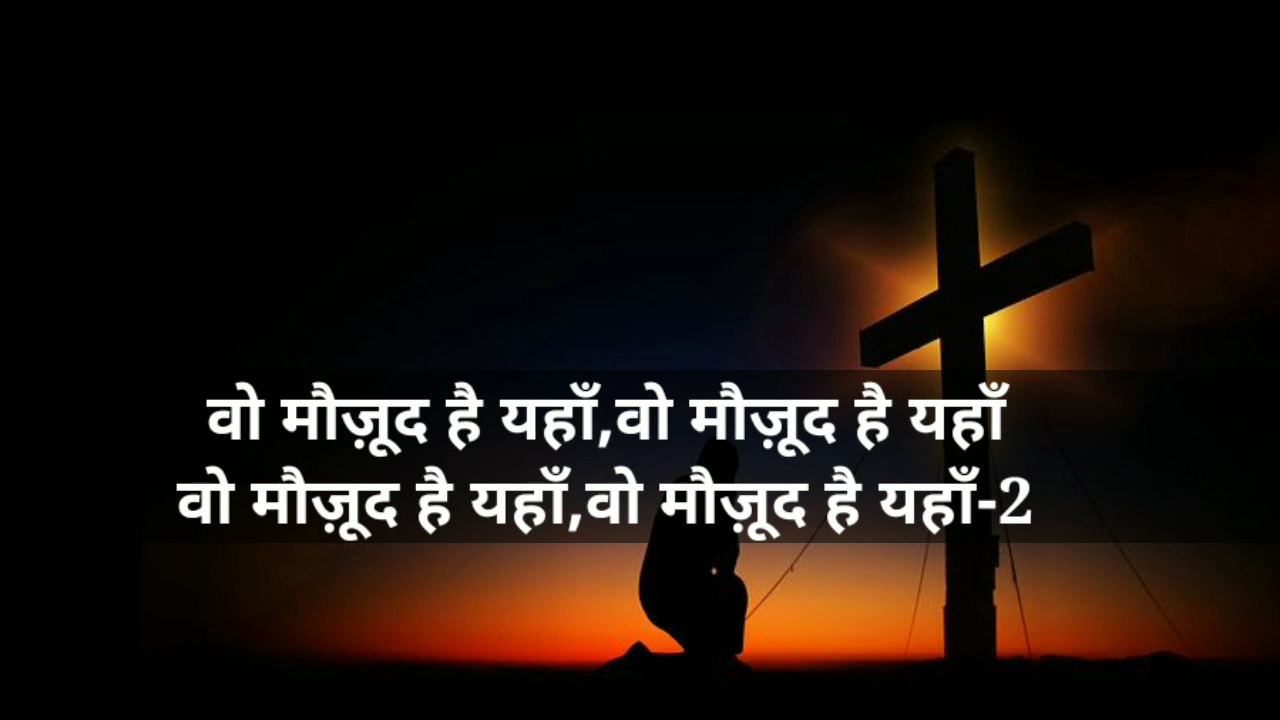 वो मौज़ूद है यहाँ,वो मौज़ूद है यहाँ
वो मौज़ूद है यहाँ,वो मौज़ूद है यहाँ-2